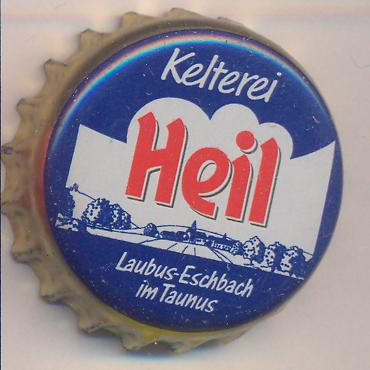 Kelterei
Heil
Laubus-Eschbach
im Taunus